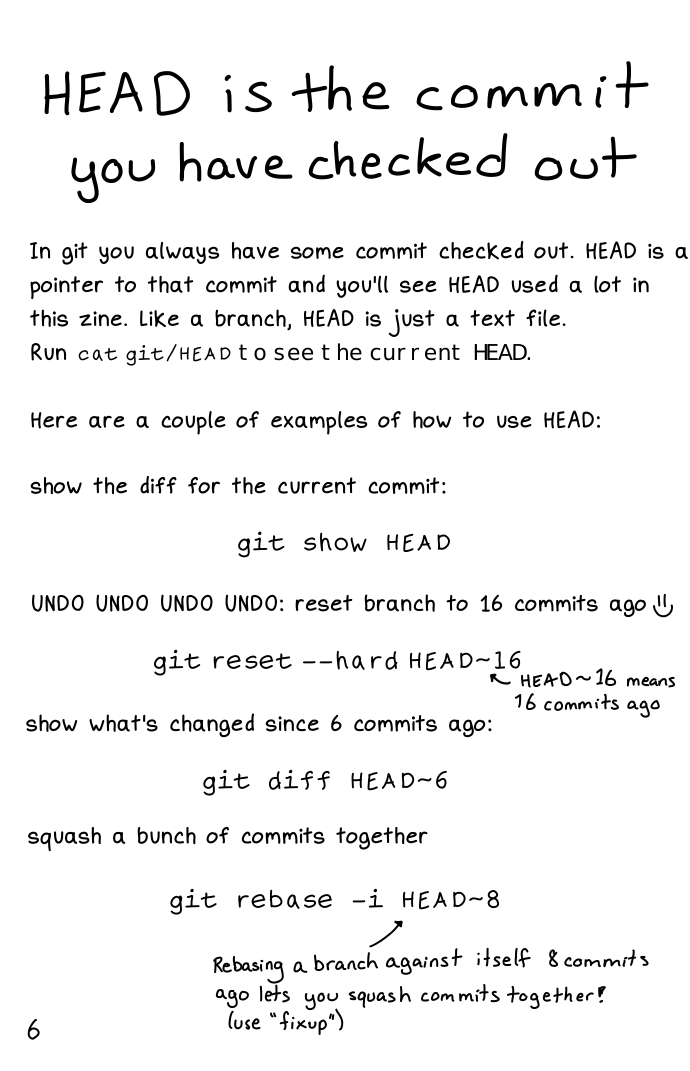 HEAD is the commit
you have checked out
In git you always have some commit checked out. HEAD is a
pointer to that commit and you'll see HEAD used a lot in
this zine. Like a branch, HEAD is just a text file.
Run cat git/HEAD to see the current HEAD.
Here are a couple of examples of how to use HEAD:
show the diff for the current commit:
git show HEAD
UNDO UNDO UNDO UNDO: reset branch to 16 commits ago
git reset --hard HEAD~16
HEAD~16 means
16 commits ago
show what's changed since 6 commits ago:
git diff HEAD~6
squash a bunch of commits together
git rebase -i HEAD~8
Rebasing a branch against itself 8 commits
ago lets you squash commits together!
(use "fixup")
6